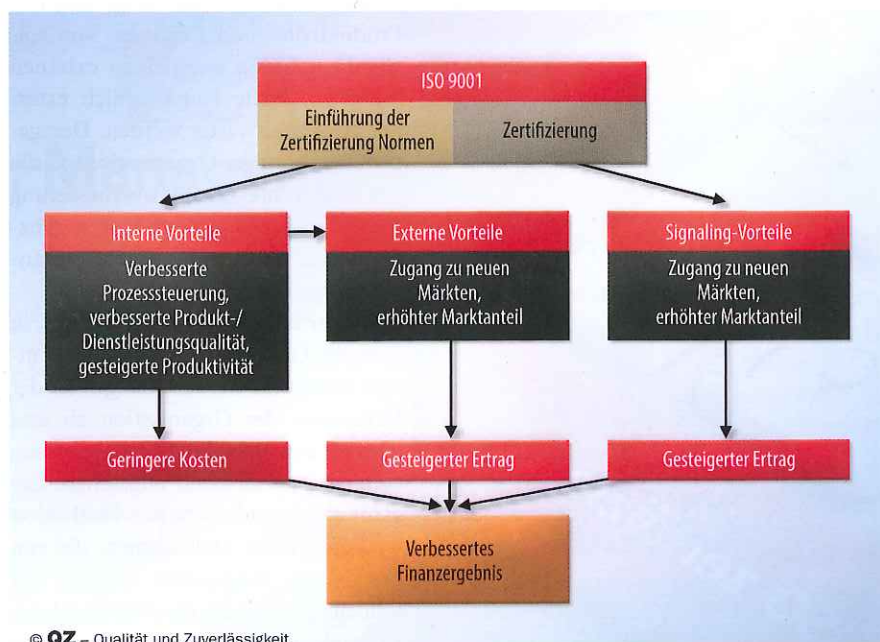 ISO 9001
Einführung der
Zertifizierung Normen
Zertifizierung
Interne Vorteile
Verbesserte
Prozesssteuerung,
verbesserte Produkt-/
Dienstleistungsqualität,
gesteigerte Produktivität
Externe Vorteile
Zugang zu neuen
Märkten,
erhöhter Marktanteil
Signaling-Vorteile
Zugang zu neuen
Märkten,
erhöhter Marktanteil
Geringere Kosten
Gesteigerter Ertrag
Gesteigerter Ertrag
Verbessertes
Finanzergebnis
© QZ – Qualität und Zuverlässigkeit